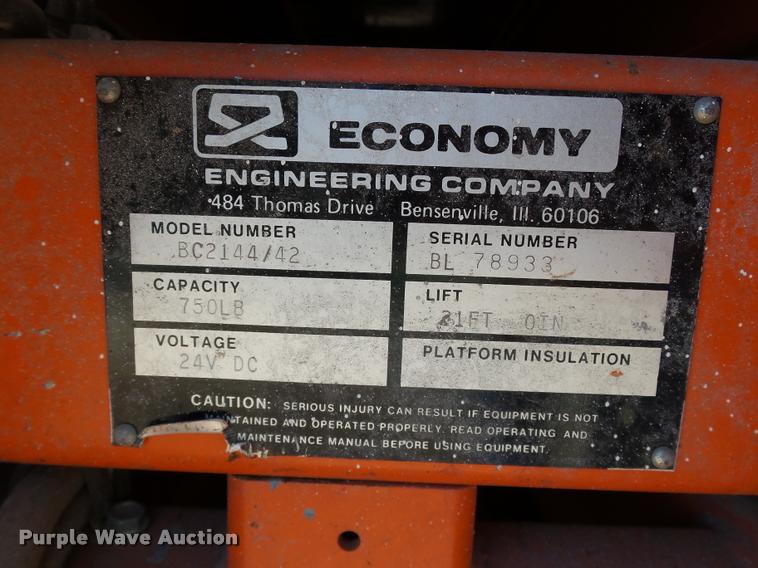 ECONOMY
ENGINEERING COMPANY
484 Thomas Drive Bensenville, Ill. 60106
MODEL NUMBER
BC2144/42
SERIAL NUMBER
BL 78933
CAPACITY
750LB
LIFT
21FT 0IN
VOLTAGE
24V DC
PLATFORM INSULATION
CAUTION: SERIOUS INJURY CAN RESULT IF EQUIPMENT IS NOT
TAINED AND OPERATED PROPERLY. READ OPERATING AND
MAINTENANCE MANUAL BEFORE USING EQUIPMENT.
Purple Wave Auction